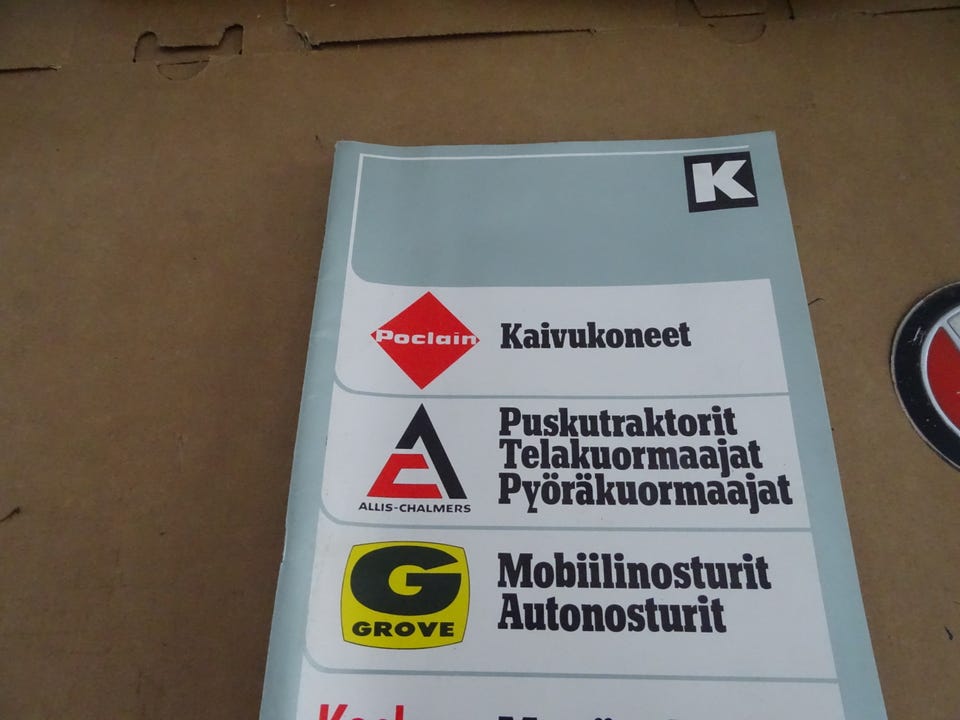 K
Poclain
Kaivukoneet
ALLIS-CHALMERS
Puskutraktorit
Telakuormaajat
Pyöräkuormaajat
G
GROVE
Mobiilinosturit
Autonosturit